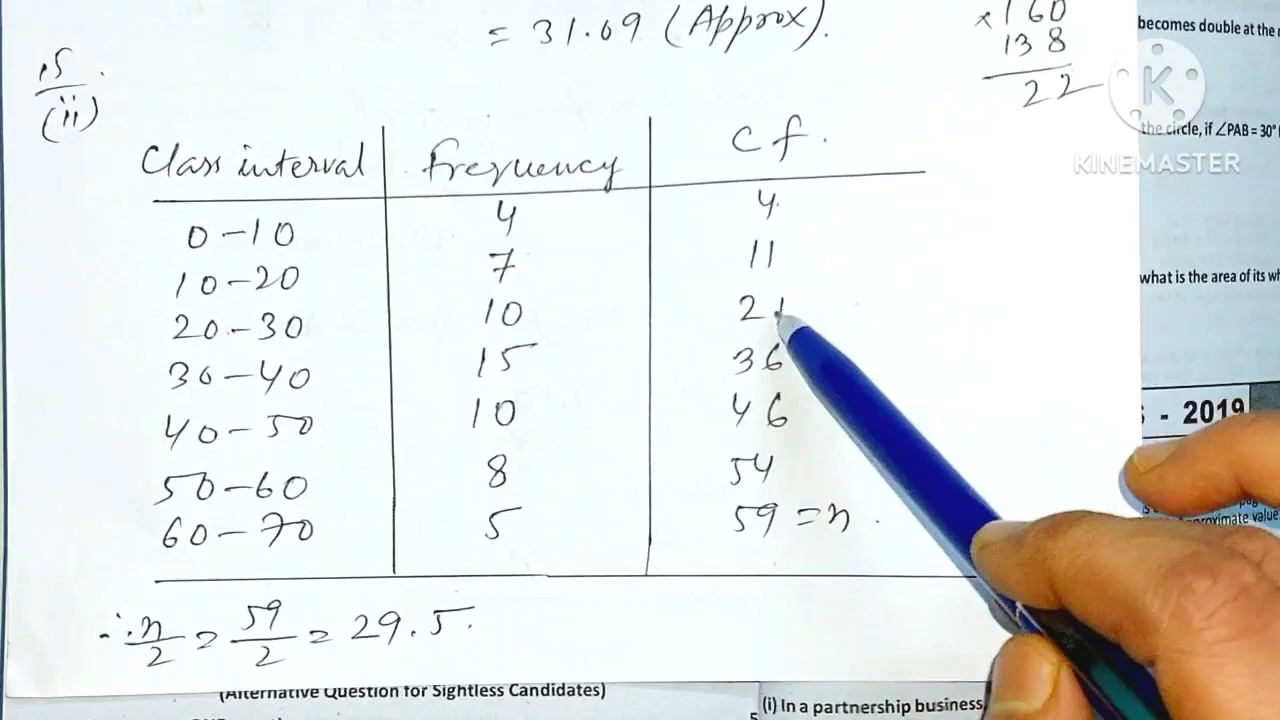 = 31.09 (Approx).
160
138
22
becomes double at the
15
(ii)
the circle, if ∠PAB = 30°
KINEMASTER
Class interval Frequency Cf.
0-10 4 4
10-20 7 11
20-30 10 21
30-40 15 36
40-50 10 46
50-60 8 54
60-70 5 59 = n
what is the area of its
- 2019
approximate value
∴ n/2 = 59/2 = 29.5
(Alternative Question for Sightless Candidates)
(i) In a partnership business,